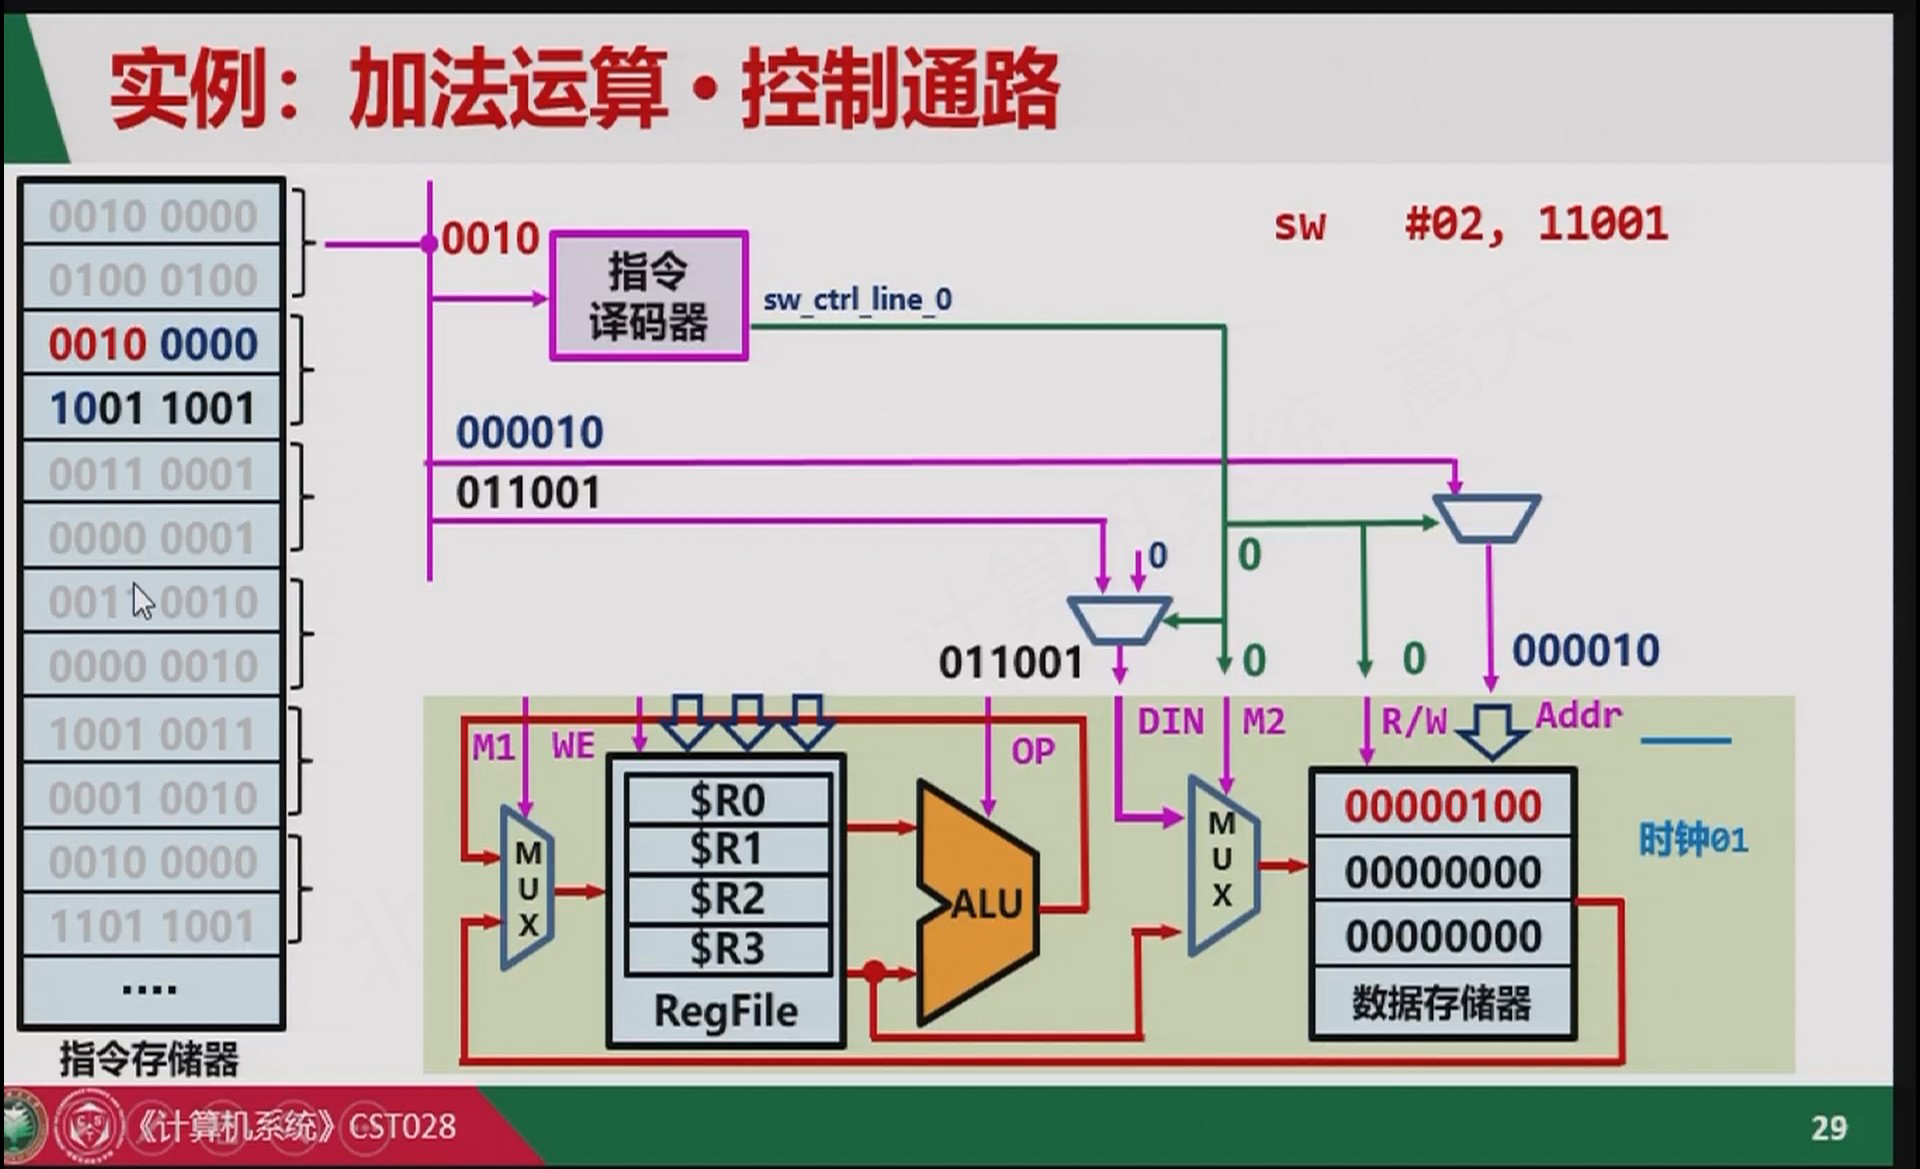 实例：加法运算·控制通路
0010 0000
0100 0100
0010 0000
1001 1001
0011 0001
0000 0001
0010
0000 0010
1001 0011
0001 0010
0010 0000
1101 1001
....
指令存储器
0010
指令
译码器
sw_ctrl_line_0
sw #02, 11001
000010
011001
0
0
011001
0
0
000010
M1
WE
OP
DIN
M2
R/W
Addr
MUX
$R0
$R1
$R2
$R3
RegFile
ALU
MUX
00000100
00000000
00000000
数据存储器
时钟01
《计算机系统》CST028
29